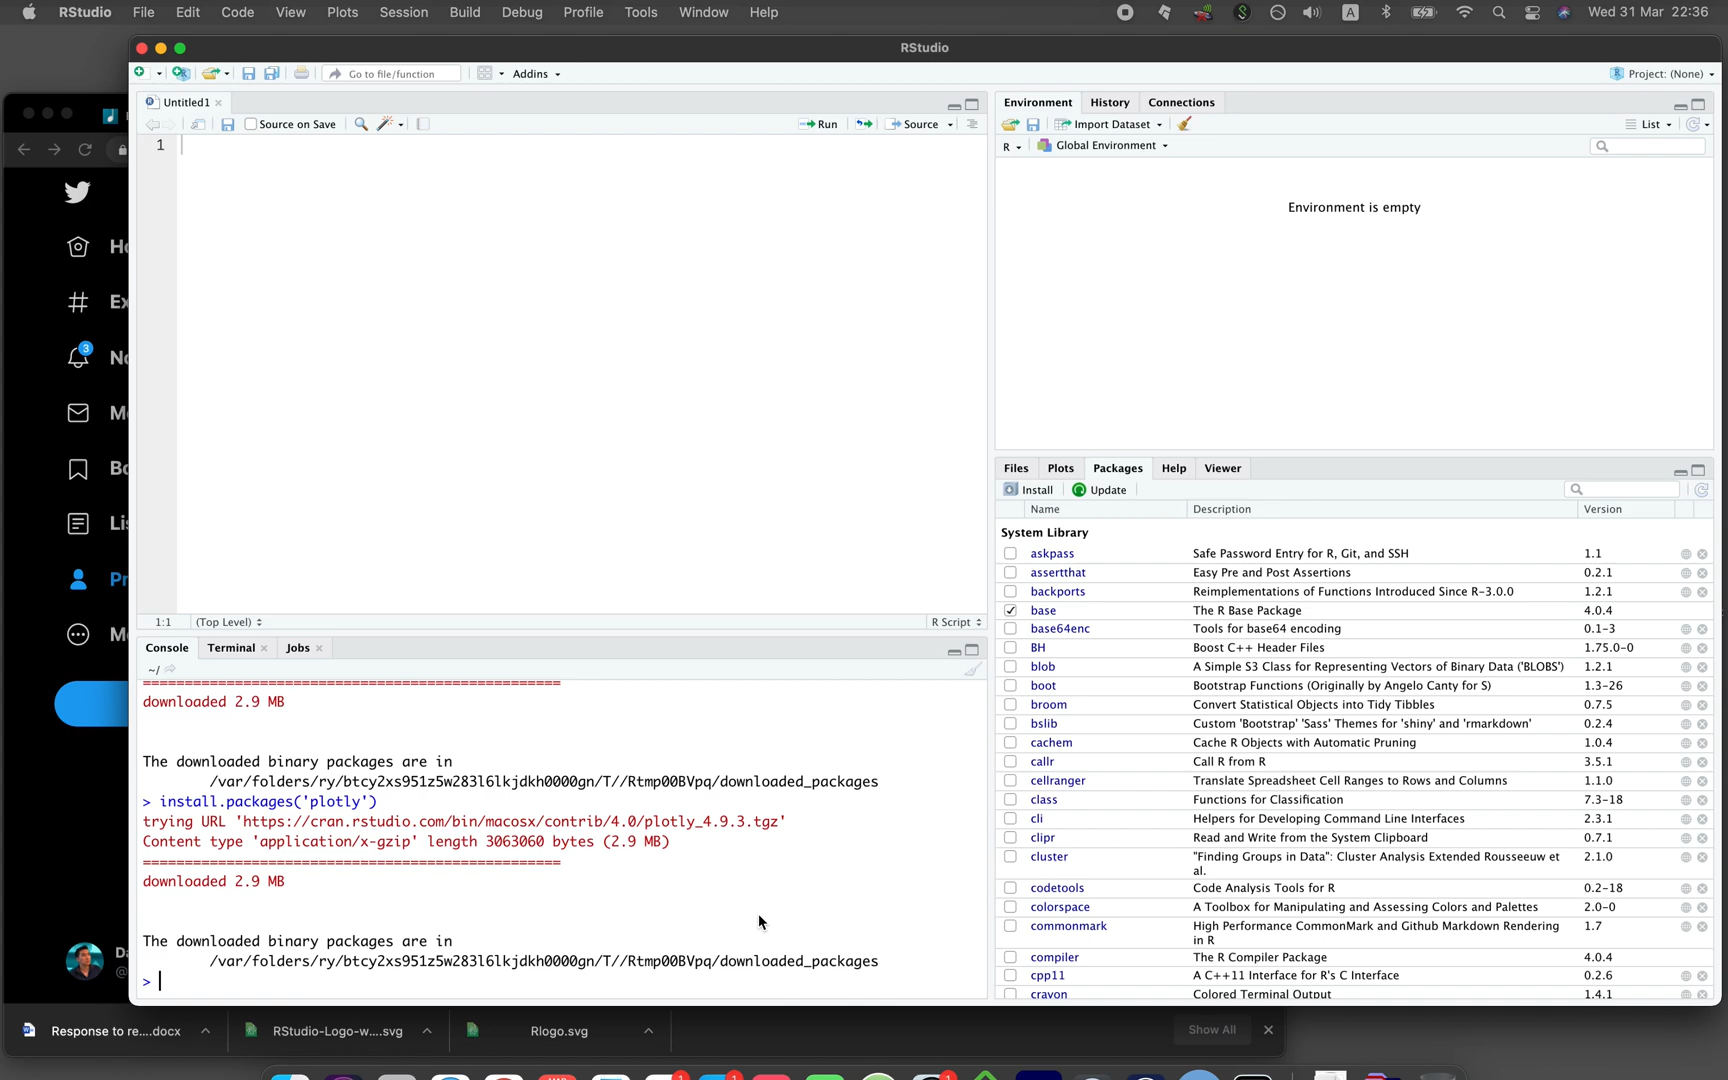 RStudio File Edit Code View Plots Session Build Debug Profile Tools Window Help
A
Wed 31 Mar 22:36
RStudio
Go to file/function
Addins
Project: (None)
Untitled1
Source on Save
Run
Source
1
1:1
(Top Level)
R Script
Console
Terminal
Jobs
~/
==================================================
downloaded 2.9 MB
The downloaded binary packages are in
/var/folders/ry/btcy2xs951z5w283l6lkjdkh0000gn/T//Rtmp00BVpq/downloaded_packages
> install.packages('plotly')
trying URL 'https://cran.rstudio.com/bin/macosx/contrib/4.0/plotly_4.9.3.tgz'
Content type 'application/x-gzip' length 3063060 bytes (2.9 MB)
==================================================
downloaded 2.9 MB
The downloaded binary packages are in
/var/folders/ry/btcy2xs951z5w283l6lkjdkh0000gn/T//Rtmp00BVpq/downloaded_packages
>
Environment
History
Connections
Import Dataset
List
R
Global Environment
Environment is empty
Files
Plots
Packages
Help
Viewer
Install
Update
Name Description Version
System Library
askpass Safe Password Entry for R, Git, and SSH 1.1
assertthat Easy Pre and Post Assertions 0.2.1
backports Reimplementations of Functions Introduced Since R-3.0.0 1.2.1
base The R Base Package 4.0.4
base64enc Tools for base64 encoding 0.1-3
BH Boost C++ Header Files 1.75.0-0
blob A Simple S3 Class for Representing Vectors of Binary Data ('BLOBS') 1.2.1
boot Bootstrap Functions (Originally by Angelo Canty for S) 1.3-26
broom Convert Statistical Objects into Tidy Tibbles 0.7.5
bslib Custom 'Bootstrap' 'Sass' Themes for 'shiny' and 'rmarkdown' 0.2.4
cachem Cache R Objects with Automatic Pruning 1.0.4
callr Call R from R 3.5.1
cellranger Translate Spreadsheet Cell Ranges to Rows and Columns 1.1.0
class Functions for Classification 7.3-18
cli Helpers for Developing Command Line Interfaces 2.3.1
clipr Read and Write from the System Clipboard 0.7.1
cluster "Finding Groups in Data": Cluster Analysis Extended Rousseeuw et 2.1.0
al.
codetools Code Analysis Tools for R 0.2-18
colorspace A Toolbox for Manipulating and Assessing Colors and Palettes 2.0-0
commonmark High Performance CommonMark and Github Markdown Rendering 1.7
in R
compiler The R Compiler Package 4.0.4
cpp11 A C++11 Interface for R's C Interface 0.2.6
crayon Colored Terminal Output 1.4.1
Ho
Ex
3
No
Me
Bo
Lis
Pr
Mo
Da
@
Response to re....docx
RStudio-Logo-w....svg
Rlogo.svg
Show All
1
1
1